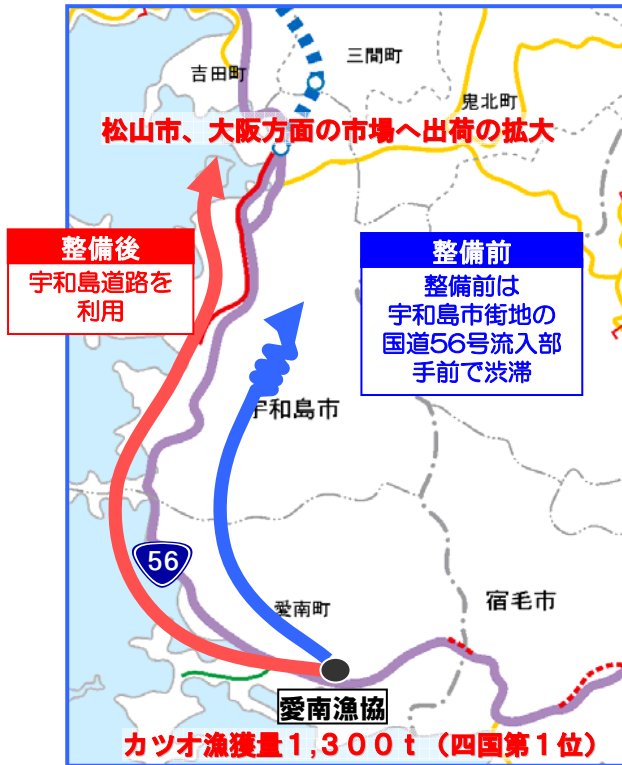 三間町
吉田町
鬼北町
松山市、大阪方面の市場へ出荷の拡大
整備後
宇和島道路を
利用
整備前
整備前は
宇和島市街地の
国道56号流入部
手前で渋滞
宇和島市
56
愛南町
宿毛市
愛南漁協
カツオ漁獲量1,300t(四国第1位)